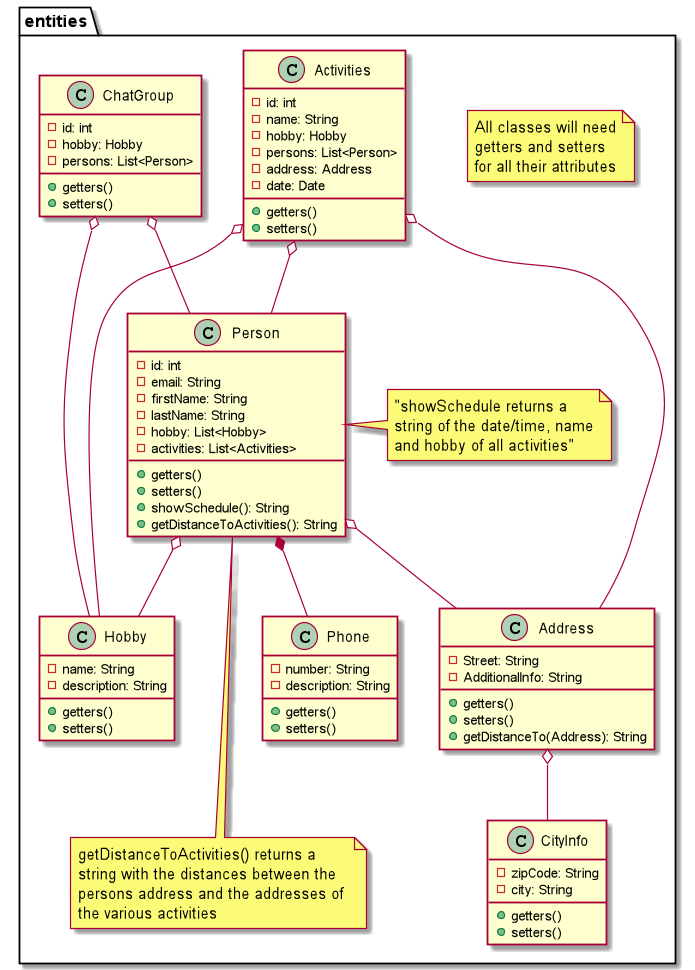 entities
C ChatGroup
id: int
hobby: Hobby
persons: List<Person>
getters()
setters()
C Activities
id: int
name: String
hobby: Hobby
persons: List<Person>
address: Address
date: Date
getters()
setters()
All classes will need
getters and setters
for all their attributes
C Person
id: int
email: String
firstName: String
lastName: String
hobby: List<Hobby>
activities: List<Activities>
getters()
setters()
showSchedule(): String
getDistanceToActivities(): String
"showSchedule returns a
string of the date/time, name
and hobby of all activities"
C Hobby
name: String
description: String
getters()
setters()
C Phone
number: String
description: String
getters()
setters()
C Address
Street: String
AdditionalInfo: String
getters()
setters()
getDistanceTo(Address): String
getDistanceToActivities() returns a
string with the distances between the
persons address and the addresses of
the various activities
C CityInfo
zipCode: String
city: String
getters()
setters()